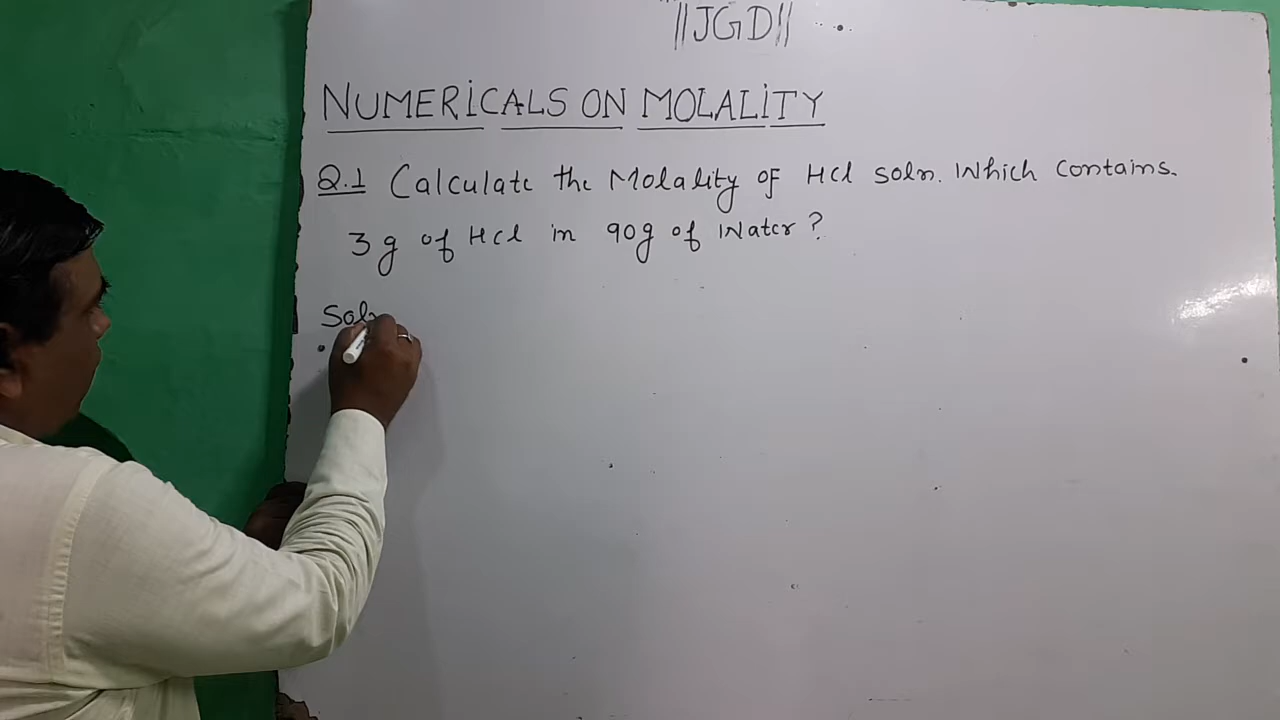 ||JGD||
NUMERICALS ON MOLALITY
Q.1 Calculate the Molality of HCl soln. Which contains.
3g of HCl in 90g of Water?
Soln